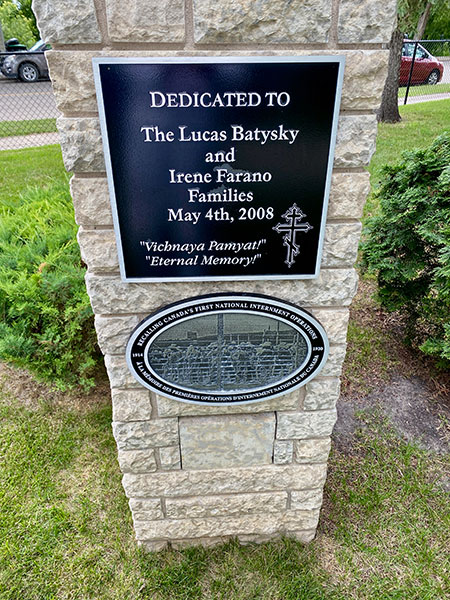 DEDICATED TO
The Lucas Batysky
and
Irene Farano
Families
May 4th, 2008
"Vichnaya Pamyat!"
"Eternal Memory!"
RECALLING CANADA'S FIRST NATIONAL INTERNMENT OPERATIONS
1914 1920
À LA MÉMOIRE DES PREMIÈRES OPÉRATIONS D'INTERNEMENT NATIONALE DU CANADA